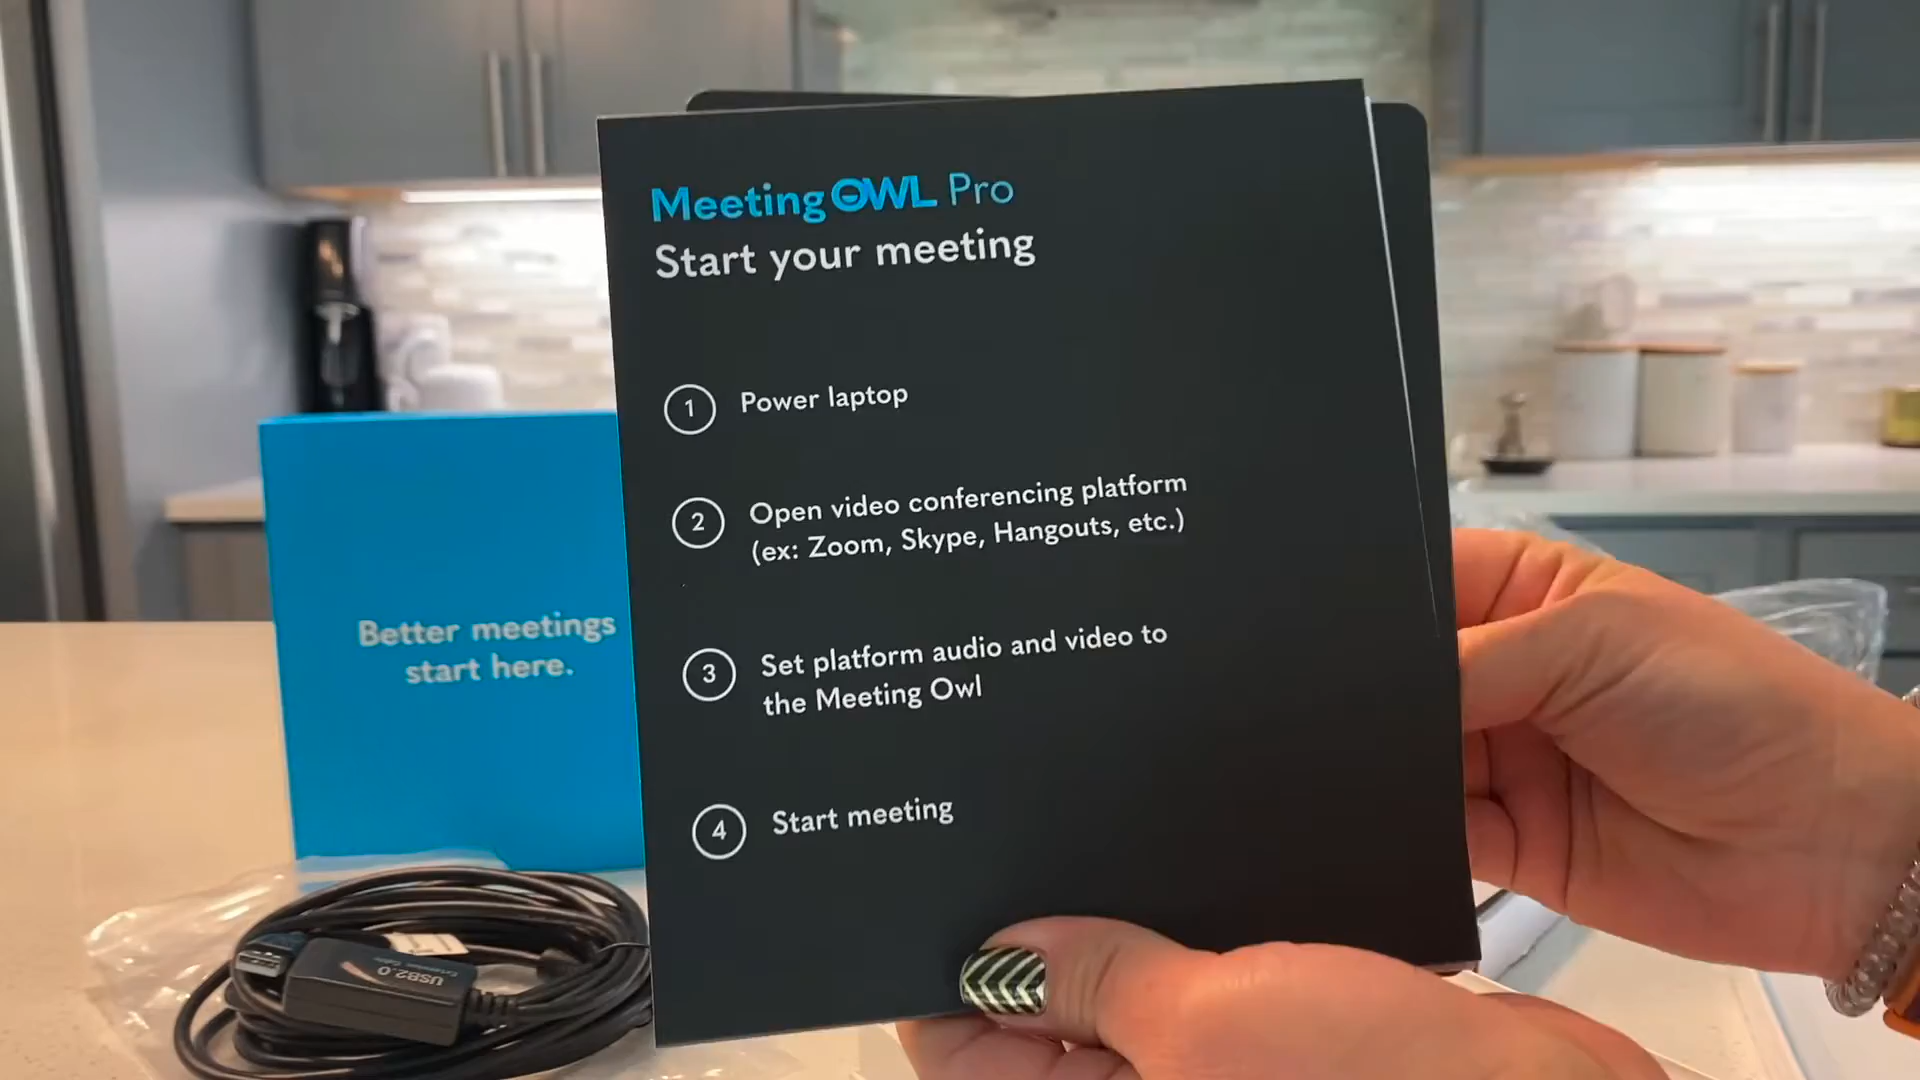 Meeting OWL Pro
Start your meeting
1 Power laptop
2 Open video conferencing platform
(ex: Zoom, Skype, Hangouts, etc.)
3 Set platform audio and video to
the Meeting Owl
4 Start meeting
Better meetings
start here.
USB2.0
Extension Cable